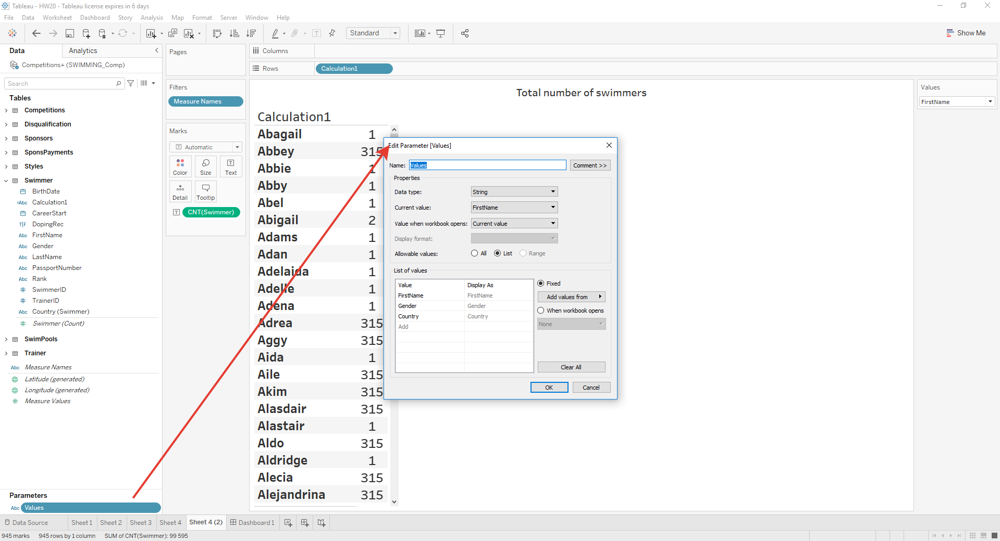 Tableau - HW20 - Tableau license expires in 6 days
File Data Worksheet Dashboard Story Analysis Map Format Server Window Help
Standard
Show Me
Data Analytics
Competitions+ (SWIMMING_Comp)
Search
Tables
Competitions
Disqualification
Sponsors
SponsPayments
Styles
Swimmer
BirthDate
=Abc Calculation1
CareerStart
T|F DopingRec
Abc FirstName
Abc Gender
Abc LastName
Abc PassportNumber
Abc Rank
SwimmerID
TrainerID
Abc Country (Swimmer)
Swimmer (Count)
SwimPools
Trainer
Abc Measure Names
Latitude (generated)
Longitude (generated)
Measure Values
Parameters
Abc Values
Pages
Filters
Measure Names
Marks
Automatic
Color Size Text
Detail Tooltip
CNT(Swimmer)
Columns
Rows Calculation1
Total number of swimmers
Calculation1
Abagail 1
Abbey 315
Abbie 1
Abby 1
Abel 1
Abigail 2
Adams 1
Adan 1
Adelaida 1
Adelle 1
Adena 1
Adrea 315
Aggy 315
Aida 1
Aile 315
Akim 315
Alasdair 315
Alastair 1
Aldo 315
Aldridge 1
Alecia 315
Alejandrina 315
Edit Parameter [Values]
Name: Values Comment >>
Properties
Data type: String
Current value: FirstName
Value when workbook opens: Current value
Display format:
Allowable values: All List Range
List of values
Value Display As
FirstName FirstName
Gender Gender
Country Country
Add
Fixed
Add values from
When workbook opens
None
Clear All
OK Cancel
Values
FirstName
Data Source Sheet 1 Sheet 2 Sheet 3 Sheet 4 Sheet 4 (2) Dashboard 1
945 marks 945 rows by 1 column SUM of CNT(Swimmer): 99 595